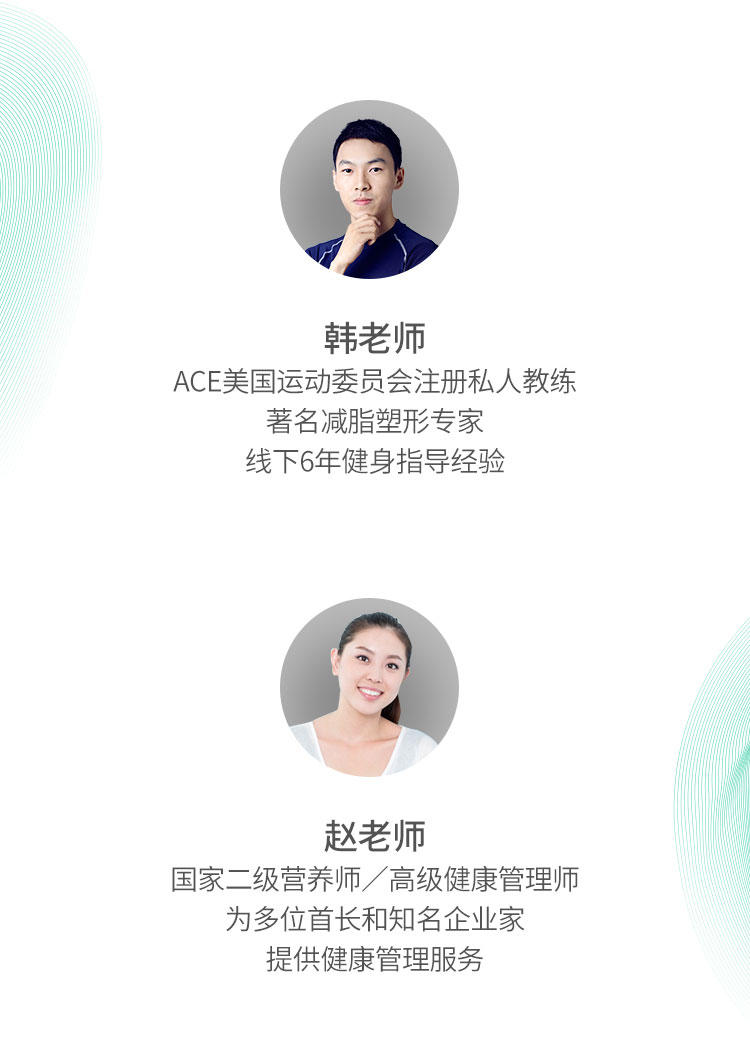 韩老师
ACE美国运动委员会注册私人教练
著名减脂塑形专家
线下6年健身指导经验
赵老师
国家二级营养师／高级健康管理师
为多位首长和知名企业家
提供健康管理服务